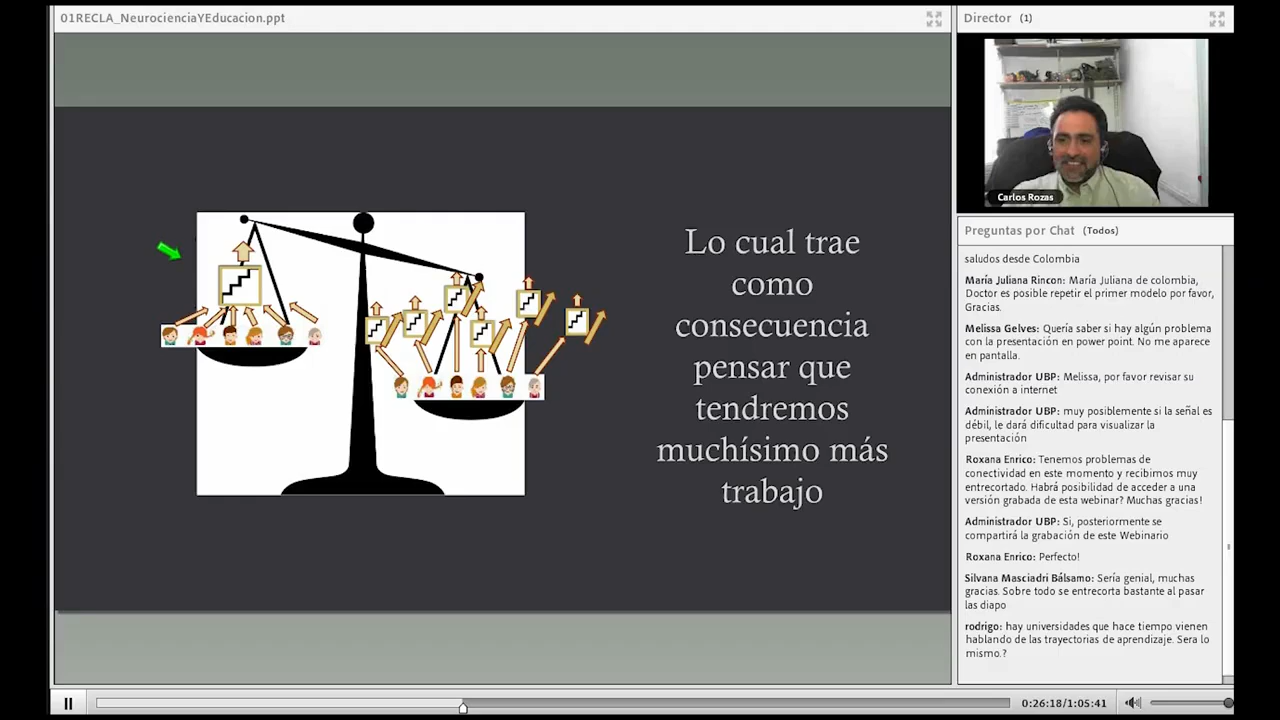 01RECLA_NeurocienciaYEducacion.ppt
Lo cual trae
como
consecuencia
pensar que
tendremos
muchísimo más
trabajo
Director (1)
Carlos Rozas
Preguntas por Chat (Todos)
saludos desde Colombia
María Juliana Rincon: María Juliana de colombia,
Doctor es posible repetir el primer modelo por favor,
Gracias.
Melissa Gelves: Quería saber si hay algún problema
con la presentación en power point. No me aparece
en pantalla.
Administrador UBP: Melissa, por favor revisar su
conexión a internet
Administrador UBP: muy posiblemente si la señal es
débil, le dará dificultad para visualizar la
presentación
Roxana Enrico: Tenemos problemas de
conectividad en este momento y recibimos muy
entrecortado. Habrá posibilidad de acceder a una
versión grabada de esta webinar? Muchas gracias!
Administrador UBP: Si, posteriormente se
compartirá la grabación de este Webinario
Roxana Enrico: Perfecto!
Silvana Masciadri Bálsamo: Sería genial, muchas
gracias. Sobre todo se entrecorta bastante al pasar
las diapo
rodrigo: hay universidades que hace tiempo vienen
hablando de las trayectorias de aprendizaje. Sera lo
mismo.?
0:26:18/1:05:41